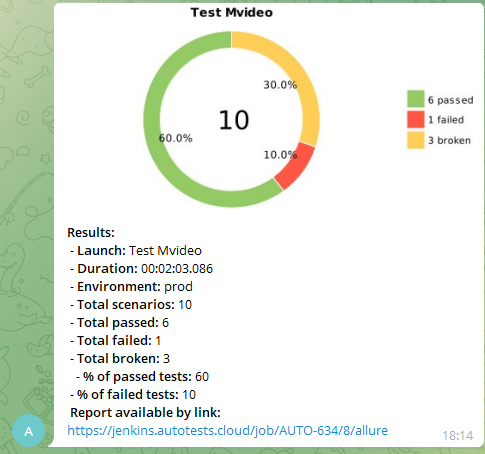 Test Mvideo
30.0%
10
60.0%
10.0%
6 passed
1 failed
3 broken
Results:
- Launch: Test Mvideo
- Duration: 00:02:03.086
- Environment: prod
- Total scenarios: 10
- Total passed: 6
- Total failed: 1
- Total broken: 3
- % of passed tests: 60
- % of failed tests: 10
Report available by link:
https://jenkins.autotests.cloud/job/AUTO-634/8/allure
A
18:14